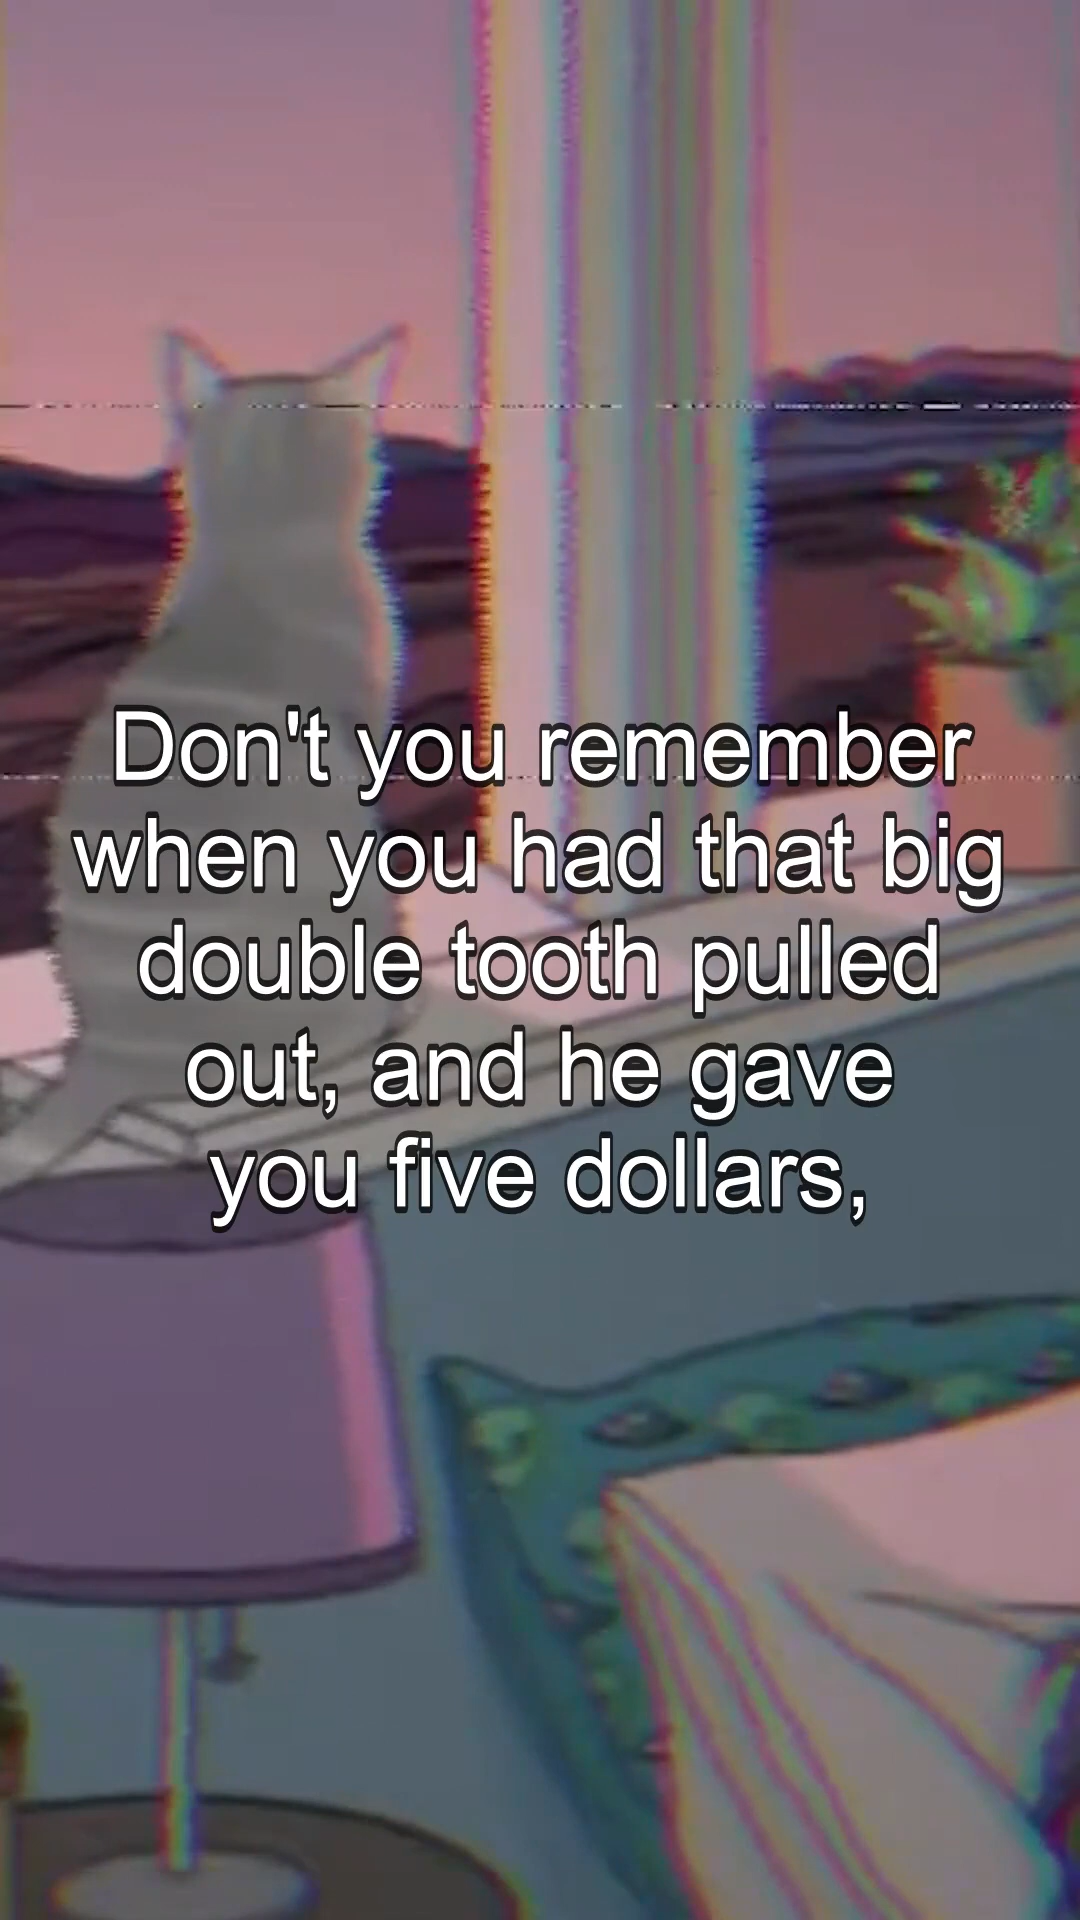 Don't you remember
when you had that big
double tooth pulled
out, and he gave
you five dollars,